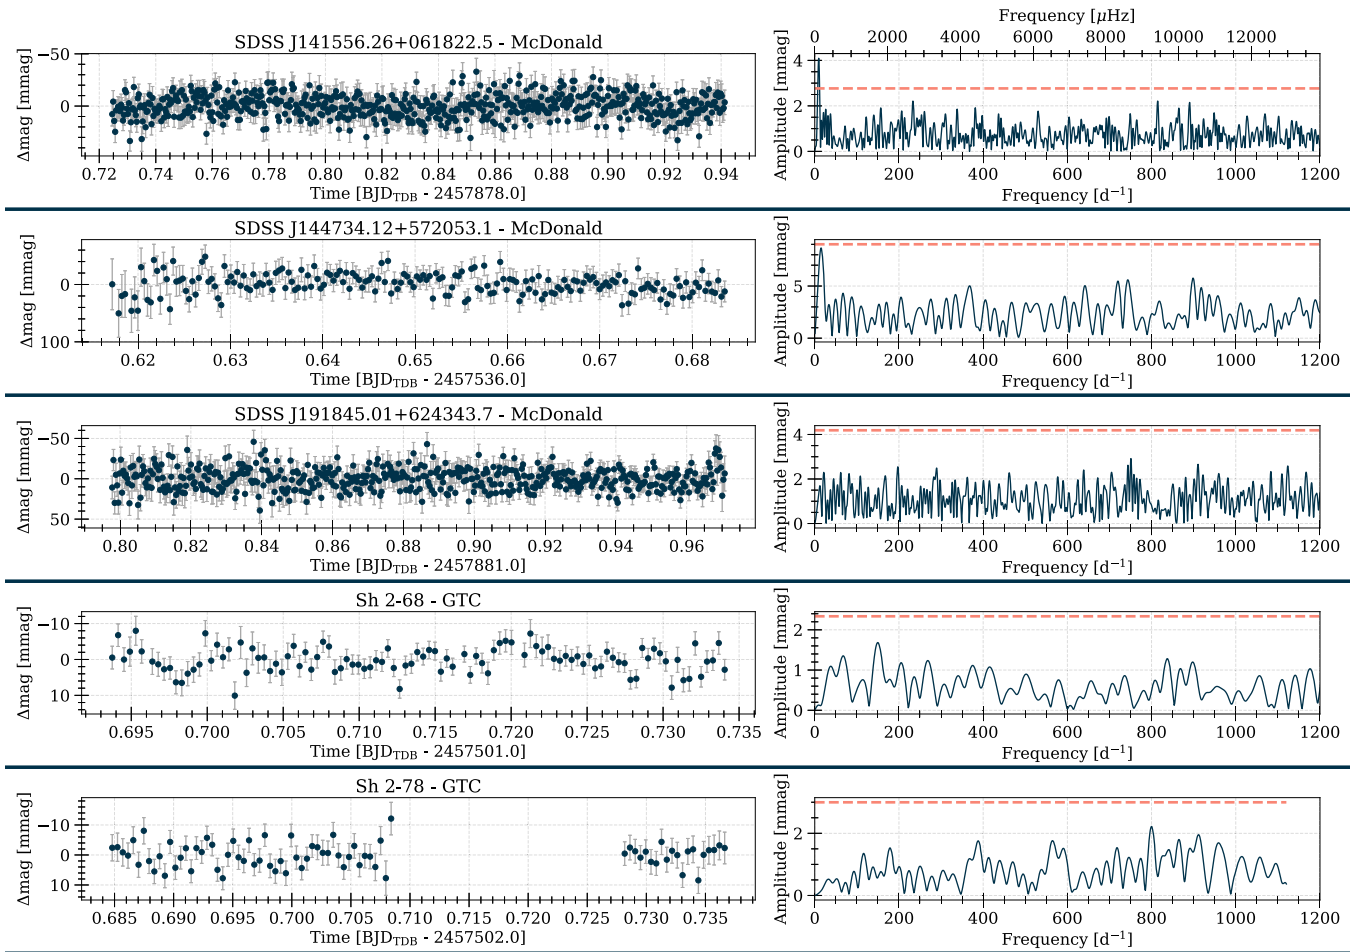 SDSS J141556.26+061822.5 - McDonald
Frequency [μHz]
0 2000 4000 6000 8000 10000 12000
−50
0
Δmag [mmag]
0.72 0.74 0.76 0.78 0.80 0.82 0.84 0.86 0.88 0.90 0.92 0.94
Time [BJD_TDB - 2457878.0]
4
2
0
Amplitude [mmag]
0 200 400 600 800 1000 1200
Frequency [d⁻¹]
SDSS J144734.12+572053.1 - McDonald
0
100
Δmag [mmag]
0.62 0.63 0.64 0.65 0.66 0.67 0.68
Time [BJD_TDB - 2457536.0]
5
0
Amplitude [mmag]
0 200 400 600 800 1000 1200
Frequency [d⁻¹]
SDSS J191845.01+624343.7 - McDonald
−50
0
50
Δmag [mmag]
0.80 0.82 0.84 0.86 0.88 0.90 0.92 0.94 0.96
Time [BJD_TDB - 2457881.0]
4
2
0
Amplitude [mmag]
0 200 400 600 800 1000 1200
Frequency [d⁻¹]
Sh 2-68 - GTC
−10
0
10
Δmag [mmag]
0.695 0.700 0.705 0.710 0.715 0.720 0.725 0.730 0.735
Time [BJD_TDB - 2457501.0]
2
1
0
Amplitude [mmag]
0 200 400 600 800 1000 1200
Frequency [d⁻¹]
Sh 2-78 - GTC
−10
0
10
Δmag [mmag]
0.685 0.690 0.695 0.700 0.705 0.710 0.715 0.720 0.725 0.730 0.735
Time [BJD_TDB - 2457502.0]
2
0
Amplitude [mmag]
0 200 400 600 800 1000 1200
Frequency [d⁻¹]